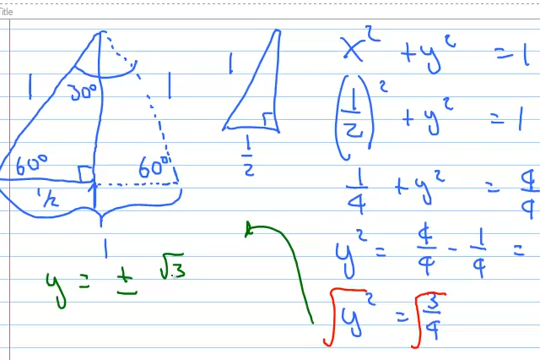 Title
30°
1
1
60°
60°
1/2
1
1
1/2
x² + y² = 1
(1/2)² + y² = 1
1/4 + y² = 4/4
y² = 4/4 - 1/4 =
√y² = √3/4
y = ± √3